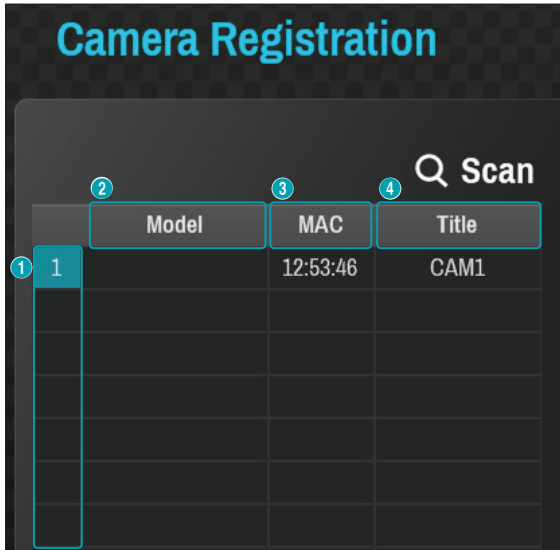 Camera Registration
Scan
2 3 4
Model MAC Title
1 1 12:53:46 CAM1